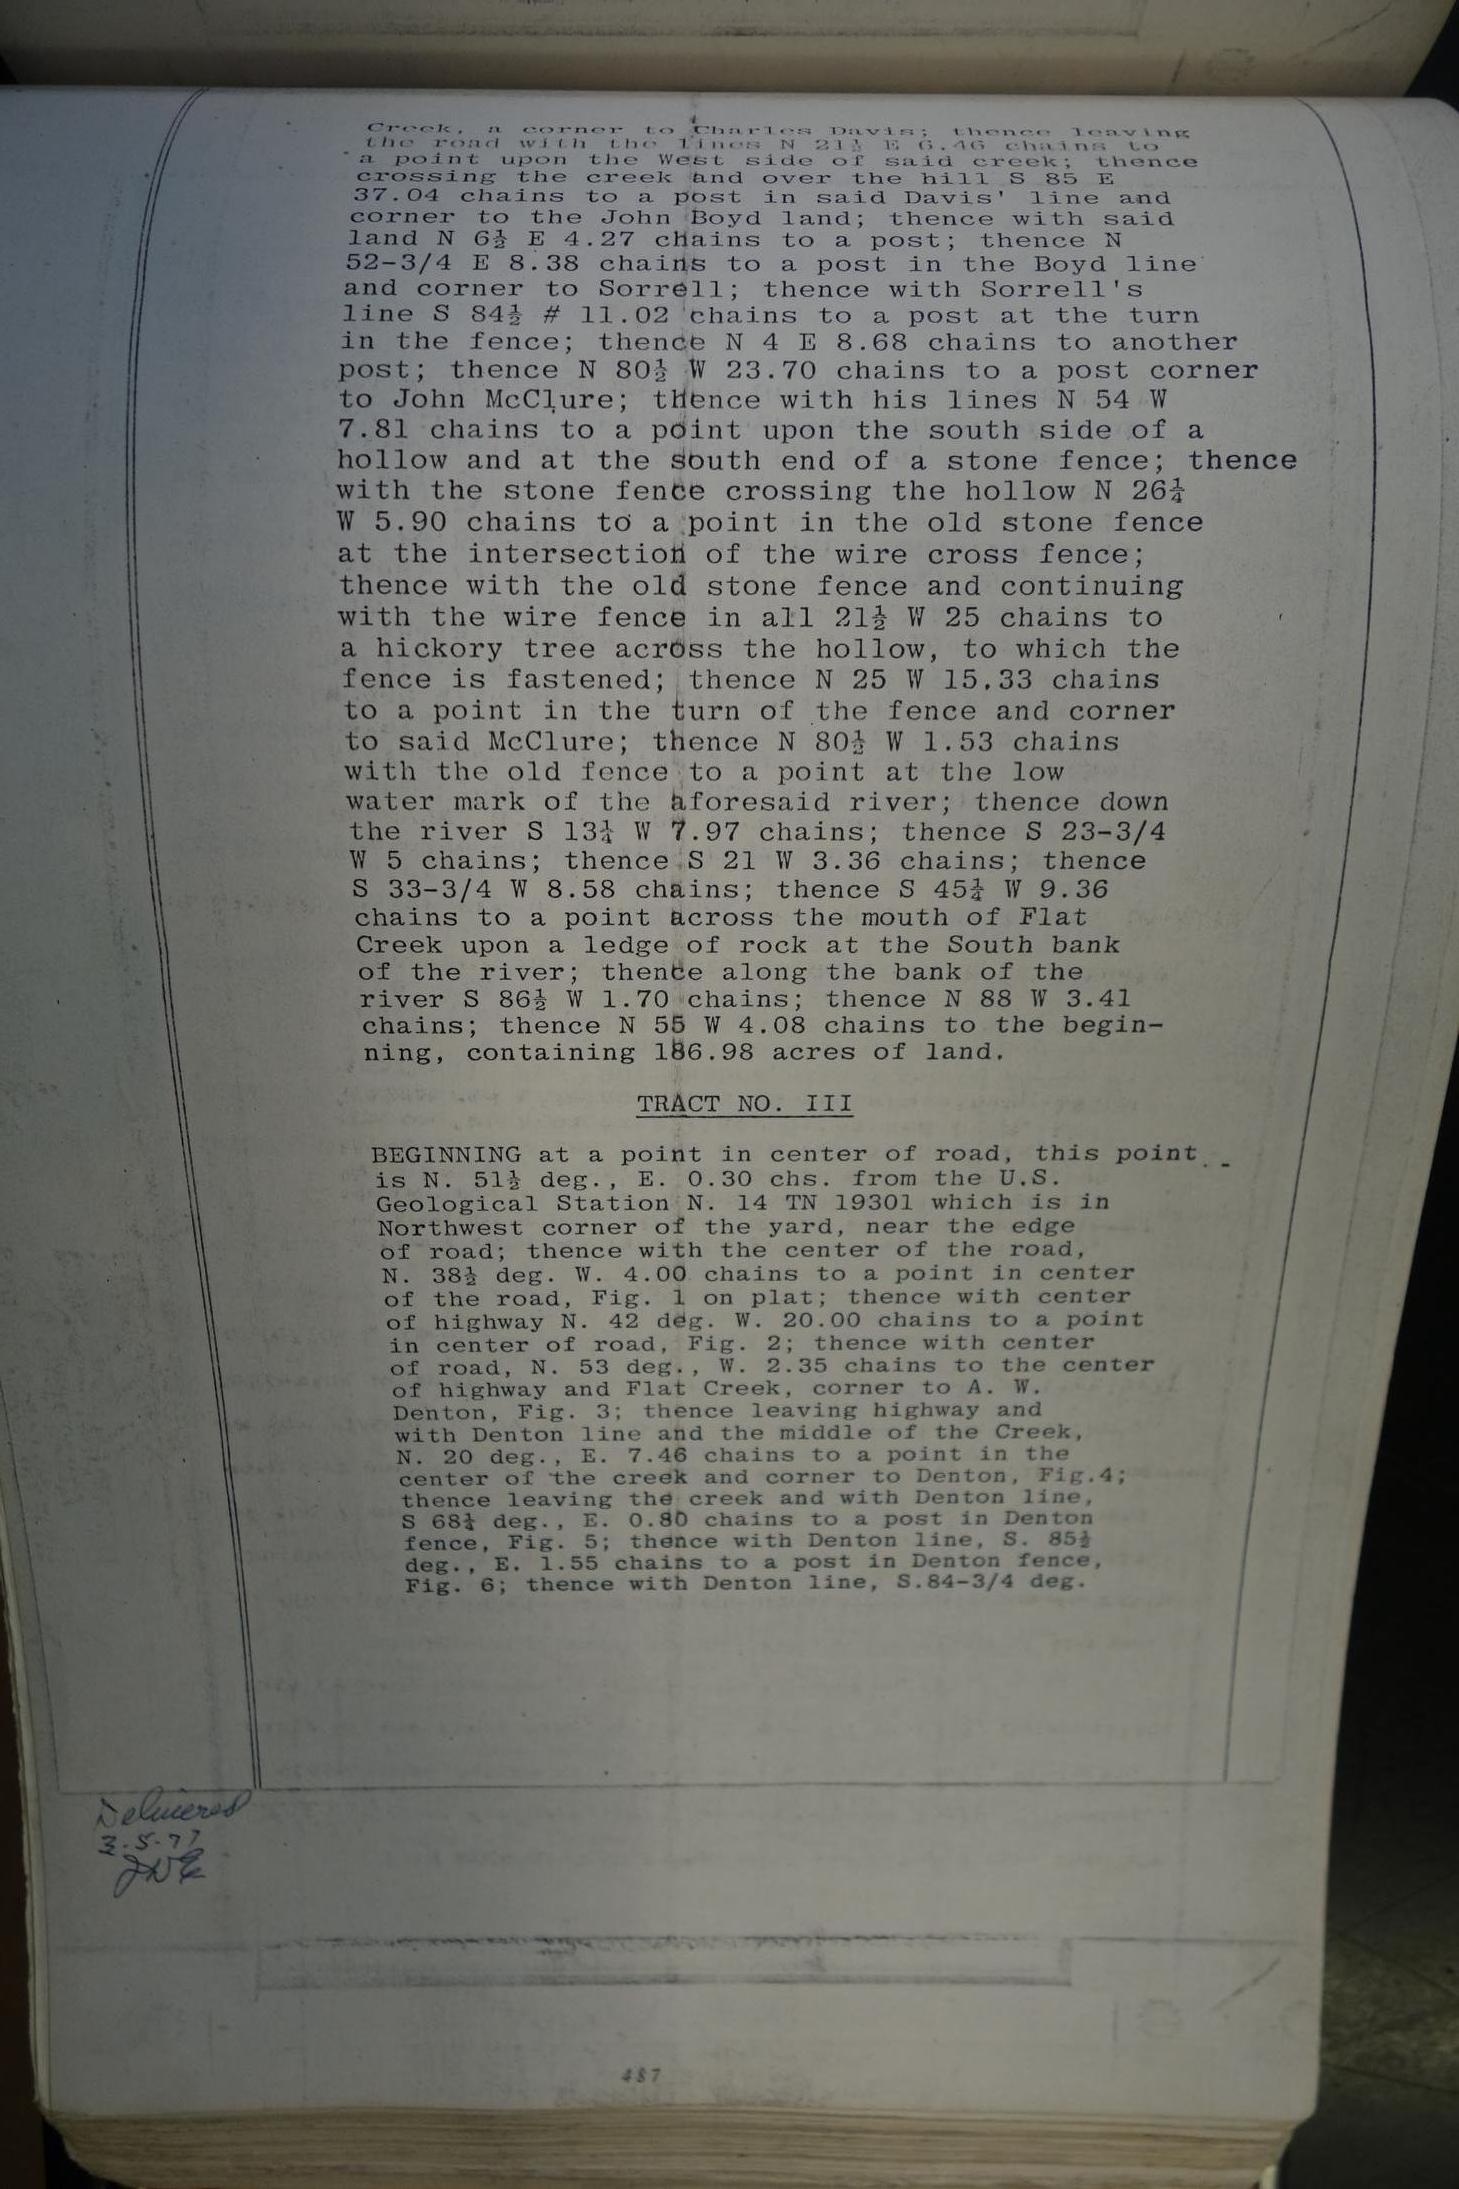 Creek, a corner to Charles Davis; thence leaving
the road with the lines N 21½ E 6.46 chains to
a point upon the West side of said creek; thence
crossing the creek and over the hill S 85 E
37.04 chains to a post in said Davis' line and
corner to the John Boyd land; thence with said
land N 6½ E 4.27 chains to a post; thence N
52-3/4 E 8.38 chains to a post in the Boyd line
and corner to Sorrell; thence with Sorrell's
line S 84½ # 11.02 chains to a post at the turn
in the fence; thence N 4 E 8.68 chains to another
post; thence N 80½ W 23.70 chains to a post corner
to John McClure; thence with his lines N 54 W
7.81 chains to a point upon the south side of a
hollow and at the south end of a stone fence; thence
with the stone fence crossing the hollow N 26¼
W 5.90 chains to a point in the old stone fence
at the intersection of the wire cross fence;
thence with the old stone fence and continuing
with the wire fence in all 21½ W 25 chains to
a hickory tree across the hollow, to which the
fence is fastened; thence N 25 W 15.33 chains
to a point in the turn of the fence and corner
to said McClure; thence N 80½ W 1.53 chains
with the old fence to a point at the low
water mark of the aforesaid river; thence down
the river S 13¼ W 7.97 chains; thence S 23-3/4
W 5 chains; thence S 21 W 3.36 chains; thence
S 33-3/4 W 8.58 chains; thence S 45¼ W 9.36
chains to a point across the mouth of Flat
Creek upon a ledge of rock at the South bank
of the river; thence along the bank of the
river S 86½ W 1.70 chains; thence N 88 W 3.41
chains; thence N 55 W 4.08 chains to the begin-
ning, containing 186.98 acres of land.
TRACT NO. III
BEGINNING at a point in center of road, this point
is N. 51½ deg., E. 0.30 chs. from the U.S.
Geological Station N. 14 TN 19301 which is in
Northwest corner of the yard, near the edge
of road; thence with the center of the road,
N. 38½ deg. W. 4.00 chains to a point in center
of the road, Fig. 1 on plat; thence with center
of highway N. 42 deg. W. 20.00 chains to a point
in center of road, Fig. 2; thence with center
of road, N. 53 deg., W. 2.35 chains to the center
of highway and Flat Creek, corner to A. W.
Denton, Fig. 3; thence leaving highway and
with Denton line and the middle of the Creek,
N. 20 deg., E. 7.46 chains to a point in the
center of the creek and corner to Denton, Fig.4;
thence leaving the creek and with Denton line,
S 68¼ deg., E. 0.80 chains to a post in Denton
fence, Fig. 5; thence with Denton line, S. 85½
deg., E. 1.55 chains to a post in Denton fence,
Fig. 6; thence with Denton line, S.84-3/4 deg.
Delivered
3-5-77
487